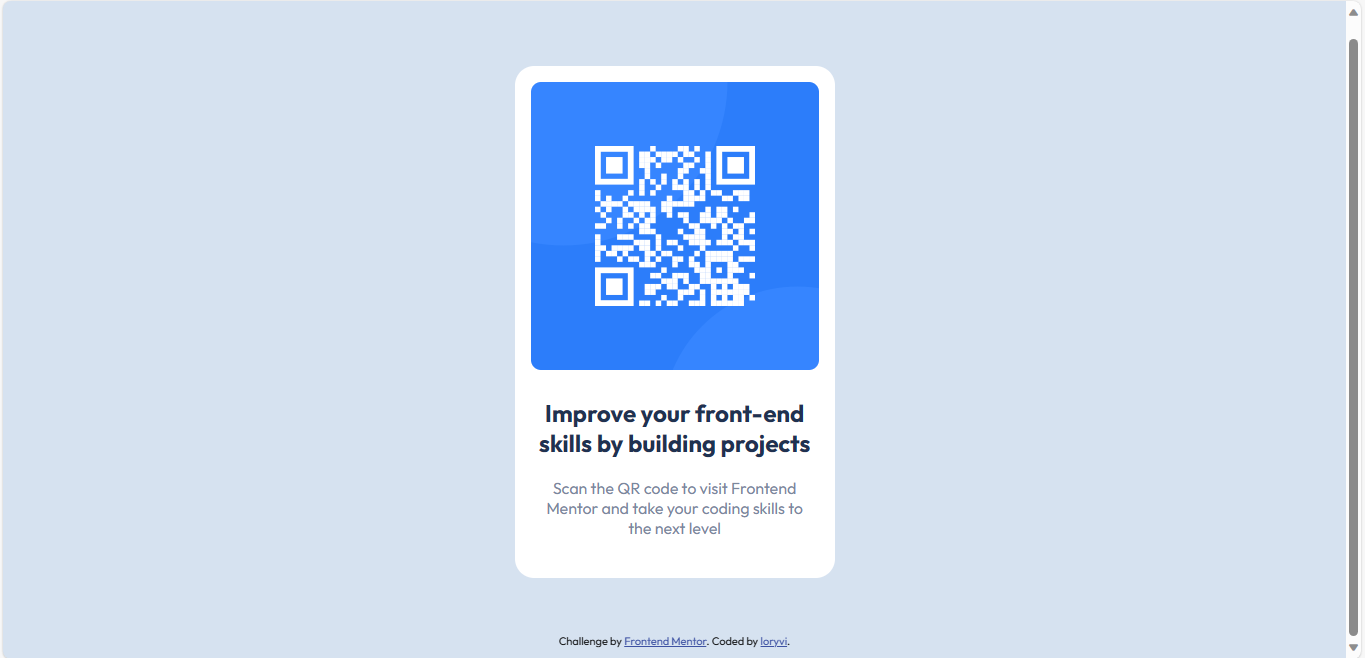 Improve your front-end
skills by building projects
Scan the QR code to visit Frontend
Mentor and take your coding skills to
the next level
Challenge by Frontend Mentor. Coded by loryvi.